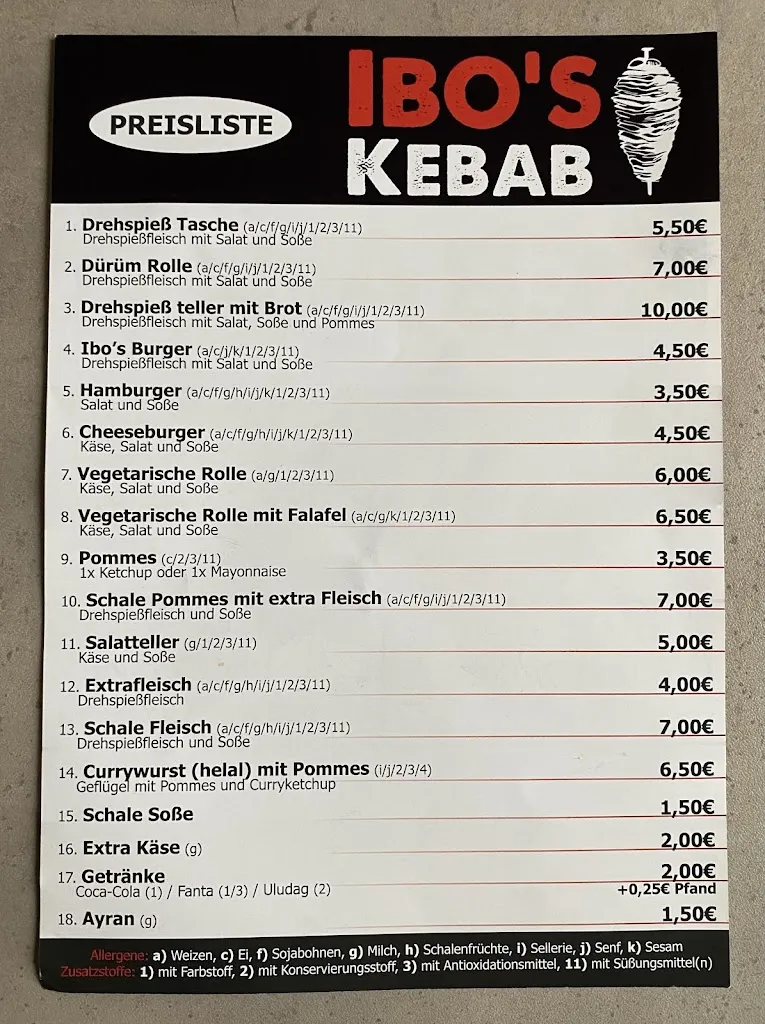 PREISLISTE
IBO'S
KEBAB
1. Drehspieß Tasche (a/c/f/g/i/j/1/2/3/11) 5,50€
Drehspießfleisch mit Salat und Soße
2. Dürüm Rolle (a/c/f/g/i/j/1/2/3/11) 7,00€
Drehspießfleisch mit Salat und Soße
3. Drehspieß teller mit Brot (a/c/f/g/i/j/1/2/3/11) 10,00€
Drehspießfleisch mit Salat, Soße und Pommes
4. Ibo's Burger (a/c/j/k/1/2/3/11) 4,50€
Drehspießfleisch mit Salat und Soße
5. Hamburger (a/c/f/g/h/i/j/k/1/2/3/11) 3,50€
Salat und Soße
6. Cheeseburger (a/c/f/g/h/i/j/k/1/2/3/11) 4,50€
Käse, Salat und Soße
7. Vegetarische Rolle (a/g/1/2/3/11) 6,00€
Käse, Salat und Soße
8. Vegetarische Rolle mit Falafel (a/c/g/k/1/2/3/11) 6,50€
Käse, Salat und Soße
9. Pommes (c/2/3/11) 3,50€
1x Ketchup oder 1x Mayonnaise
10. Schale Pommes mit extra Fleisch (a/c/f/g/i/j/1/2/3/11) 7,00€
Drehspießfleisch und Soße
11. Salatteller (g/1/2/3/11) 5,00€
Käse und Soße
12. Extrafleisch (a/c/f/g/h/i/j/1/2/3/11) 4,00€
Drehspießfleisch
13. Schale Fleisch (a/c/f/g/h/i/j/1/2/3/11) 7,00€
Drehspießfleisch und Soße
14. Currywurst (helal) mit Pommes (i/j/2/3/4) 6,50€
Geflügel mit Pommes und Curryketchup
15. Schale Soße 1,50€
16. Extra Käse (g) 2,00€
17. Getränke 2,00€
Coca-Cola (1) / Fanta (1/3) / Uludag (2) +0,25€ Pfand
18. Ayran (g) 1,50€
Allergene: a) Weizen, c) Ei, f) Sojabohnen, g) Milch, h) Schalenfrüchte, i) Sellerie, j) Senf, k) Sesam
Zusatzstoffe: 1) mit Farbstoff, 2) mit Konservierungsstoff, 3) mit Antioxidationsmittel, 11) mit Süßungsmittel(n)